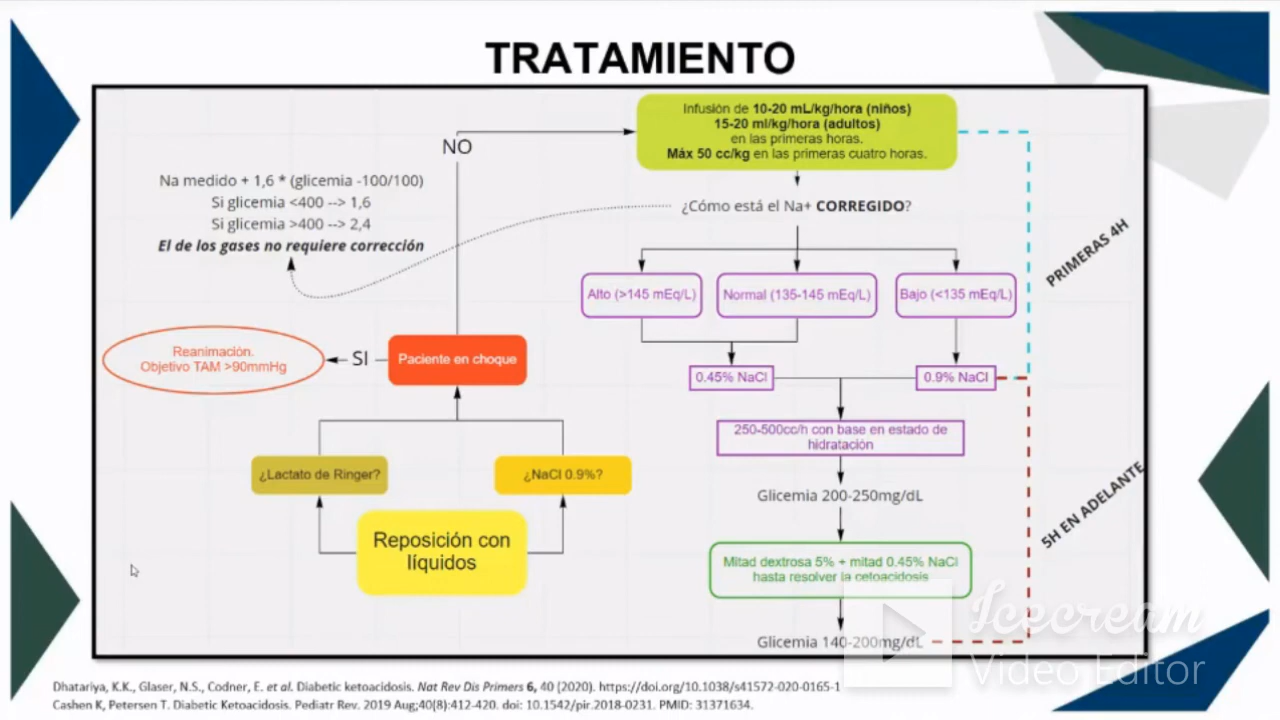 TRATAMIENTO
Infusión de 10-20 mL/kg/hora (niños)
15-20 ml/kg/hora (adultos)
en las primeras horas.
Máx 50 cc/kg en las primeras cuatro horas.
NO
Na medido + 1,6 * (glicemia -100/100)
Si glicemia <400 --> 1,6
Si glicemia >400 --> 2,4
El de los gases no requiere corrección
¿Cómo está el Na+ CORREGIDO?
PRIMERAS 4H
Alto (>145 mEq/L)
Normal (135-145 mEq/L)
Bajo (<135 mEq/L)
Reanimación.
Objetivo TAM >90mmHg
SI
Paciente en choque
0.45% NaCl
0.9% NaCl
250-500cc/h con base en estado de
hidratación
¿Lactato de Ringer?
¿NaCl 0.9%?
Glicemia 200-250mg/dL
5H EN ADELANTE
Reposición con
líquidos
Mitad dextrosa 5% + mitad 0.45% NaCl
hasta resolver la cetoacidosis
Glicemia 140-200mg/dL
Icecream
Video Editor
Dhatariya, K.K., Glaser, N.S., Codner, E. et al. Diabetic ketoacidosis. Nat Rev Dis Primers 6, 40 (2020). https://doi.org/10.1038/s41572-020-0165-1
Cashen K, Petersen T. Diabetic Ketoacidosis. Pediatr Rev. 2019 Aug;40(8):412-420. doi: 10.1542/pir.2018-0231. PMID: 31371634.